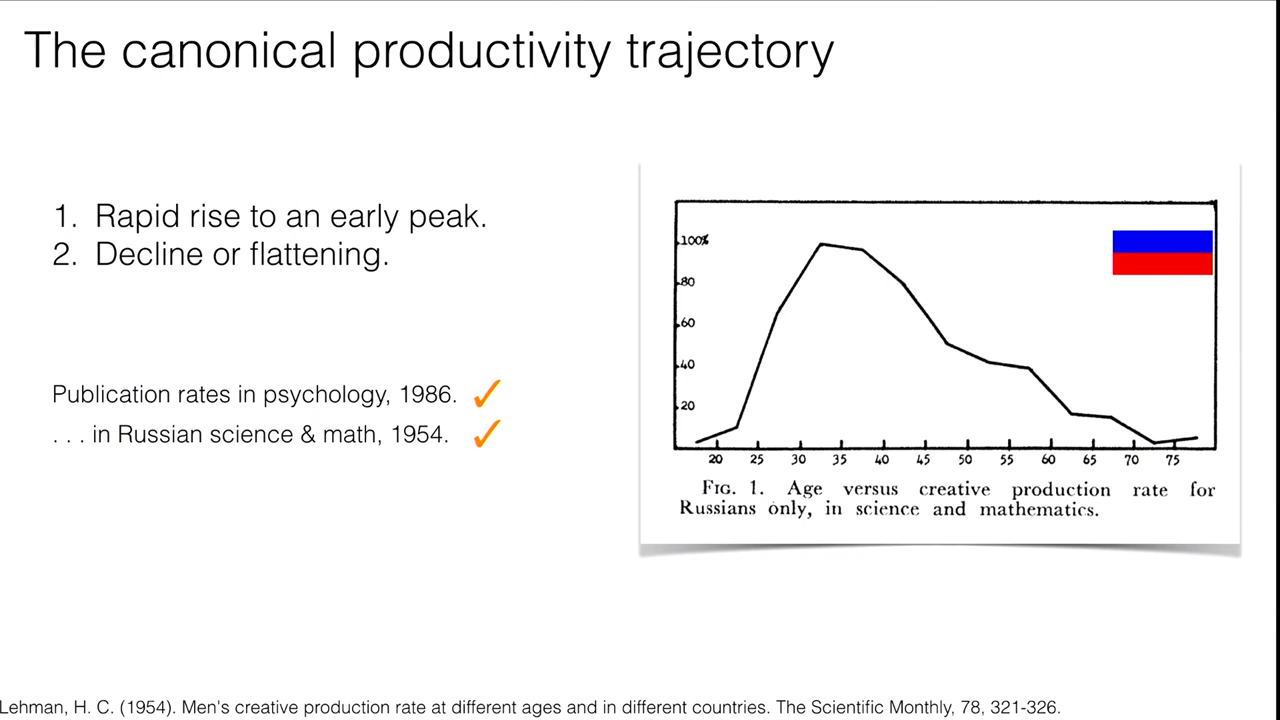 The canonical productivity trajectory
1. Rapid rise to an early peak.
2. Decline or flattening.
Publication rates in psychology, 1986. ✓
. . . in Russian science & math, 1954. ✓
100%
80
60
40
20
20 25 30 35 40 45 50 55 60 65 70 75
FIG. 1. Age versus creative production rate for
Russians only, in science and mathematics.
Lehman, H. C. (1954). Men's creative production rate at different ages and in different countries. The Scientific Monthly, 78, 321-326.